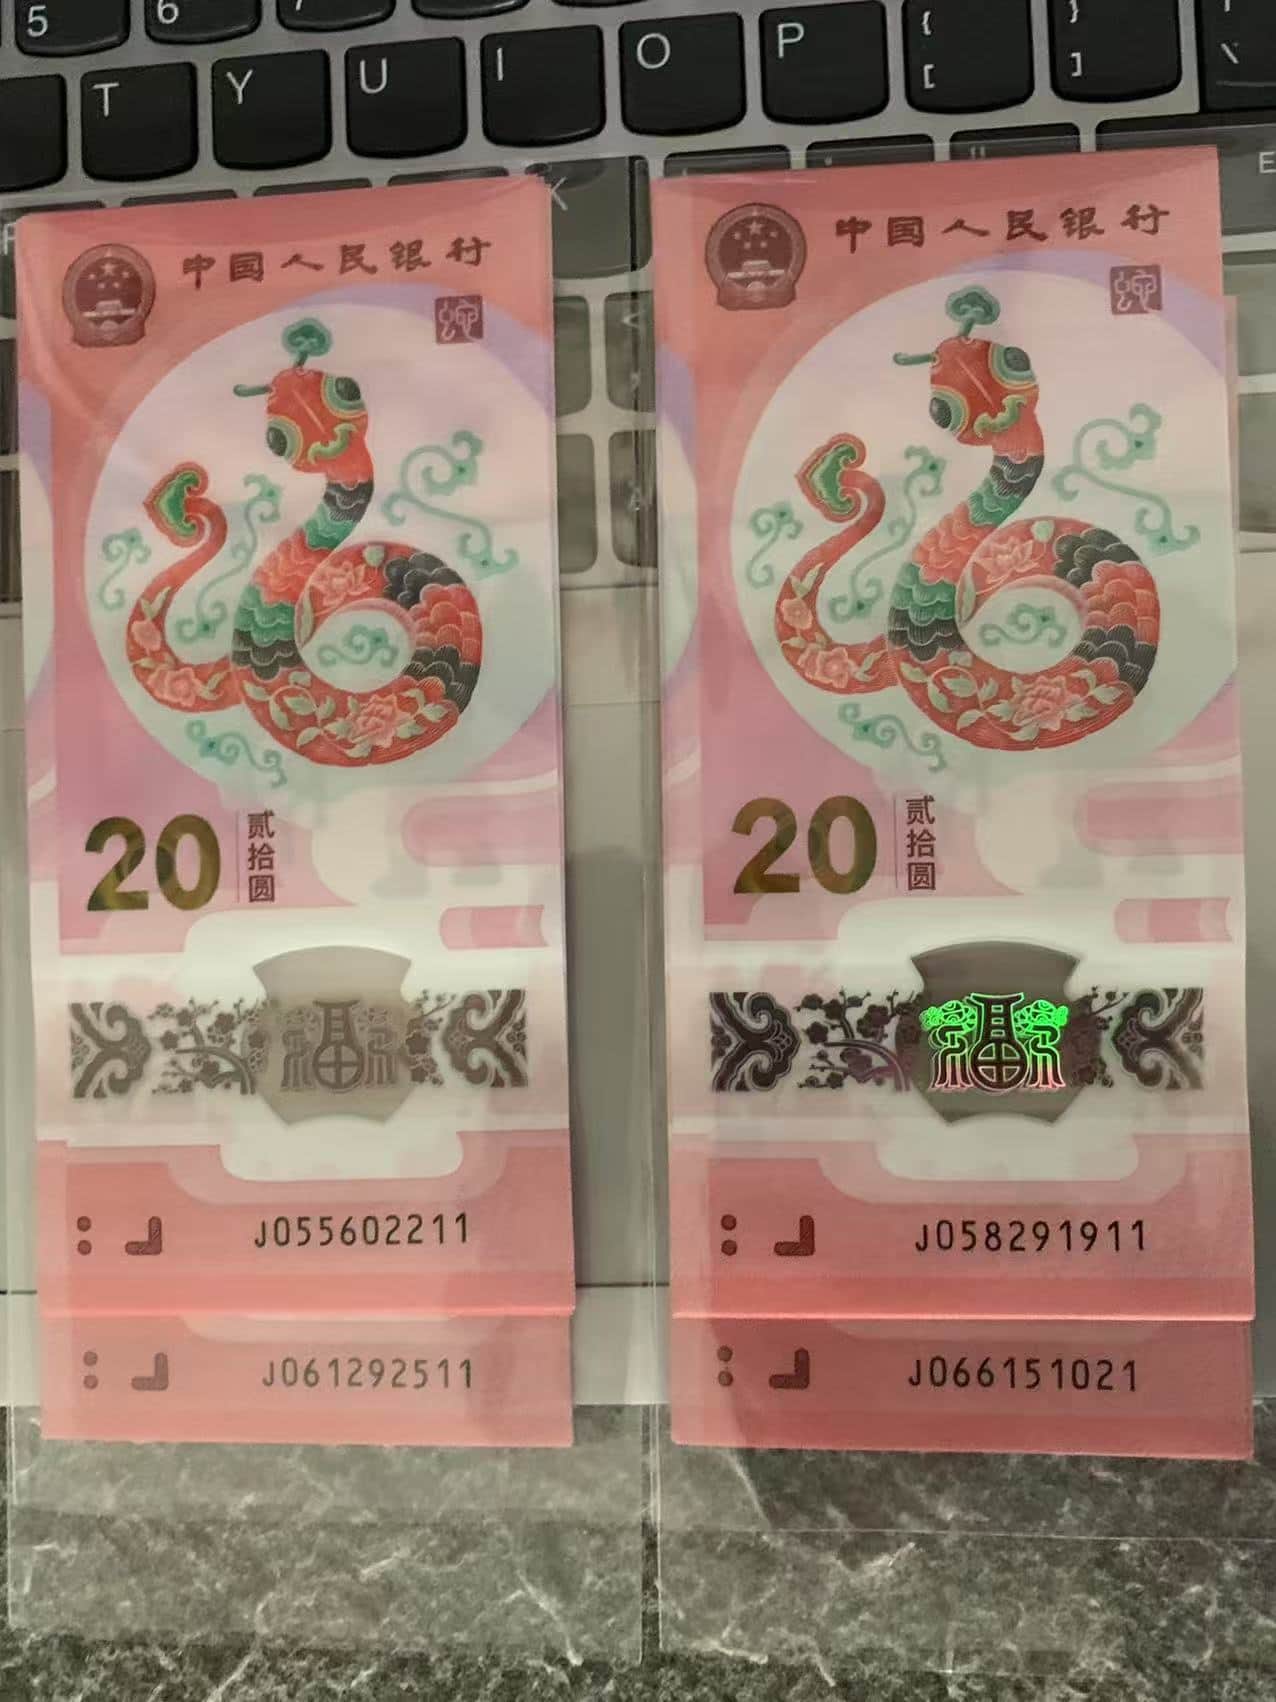 5 6 7
T Y U I O P { [ } ] \
K
E
中国人民银行
蛇
20 贰拾圆
福
J055602211
J061292511
中国人民银行
蛇
20 贰拾圆
福
J058291911
J066151021